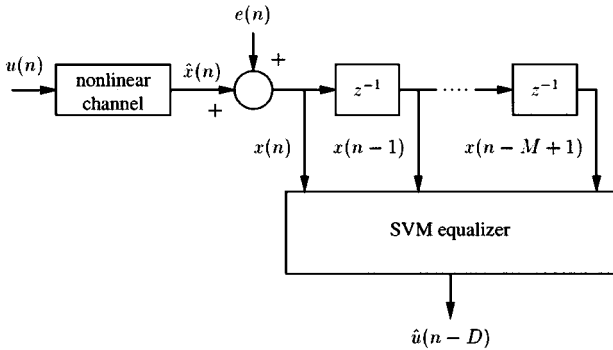 e(n)
+
u(n)
nonlinear
channel
x̂(n)
+
z⁻¹
.....
z⁻¹
x(n)
x(n − 1)
x(n − M + 1)
SVM equalizer
û(n − D)